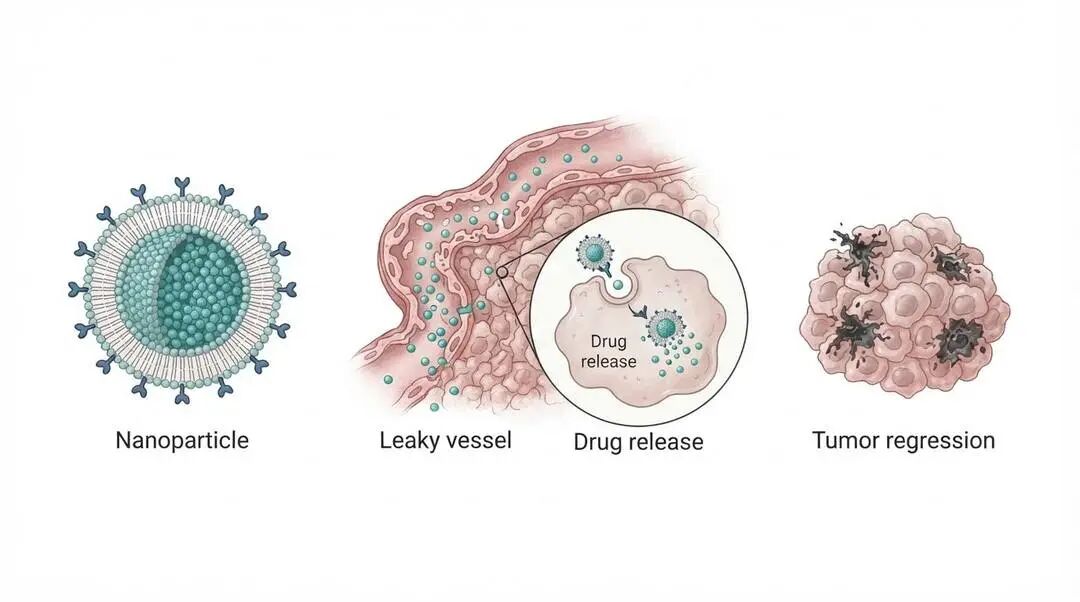 Drug
release
Nanoparticle
Leaky vessel
Drug release
Tumor regression